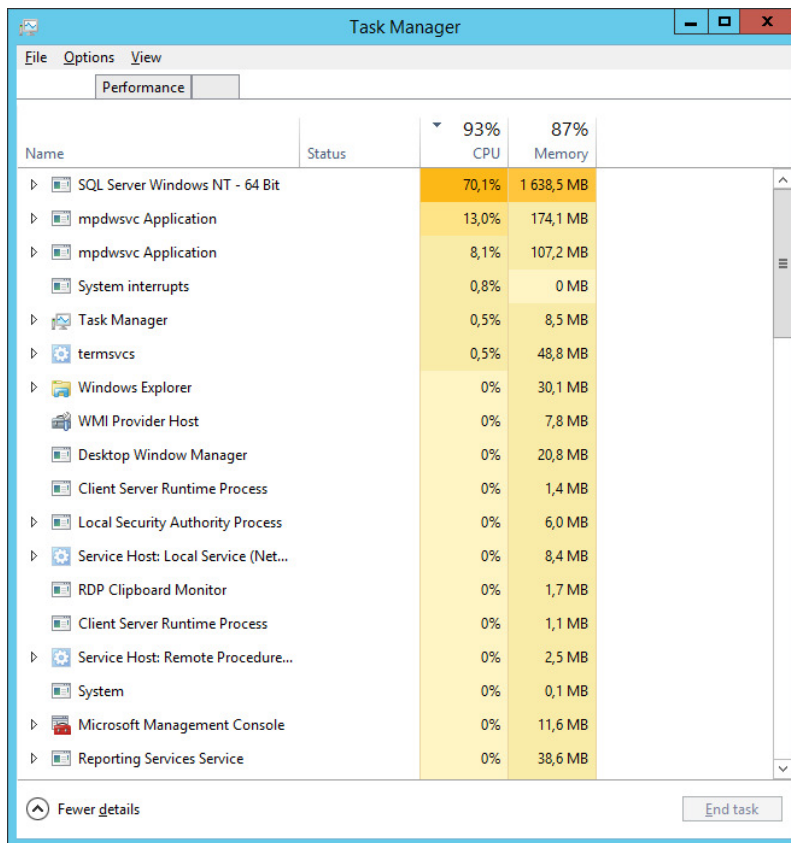 Task Manager
File Options View
Performance
93% 87%
Name Status CPU Memory
SQL Server Windows NT - 64 Bit 70,1% 1 638,5 MB
mpdwsvc Application 13,0% 174,1 MB
mpdwsvc Application 8,1% 107,2 MB
System interrupts 0,8% 0 MB
Task Manager 0,5% 8,5 MB
termsvcs 0,5% 48,8 MB
Windows Explorer 0% 30,1 MB
WMI Provider Host 0% 7,8 MB
Desktop Window Manager 0% 20,8 MB
Client Server Runtime Process 0% 1,4 MB
Local Security Authority Process 0% 6,0 MB
Service Host: Local Service (Net... 0% 8,4 MB
RDP Clipboard Monitor 0% 1,7 MB
Client Server Runtime Process 0% 1,1 MB
Service Host: Remote Procedure... 0% 2,5 MB
System 0% 0,1 MB
Microsoft Management Console 0% 11,6 MB
Reporting Services Service 0% 38,6 MB
Fewer details End task